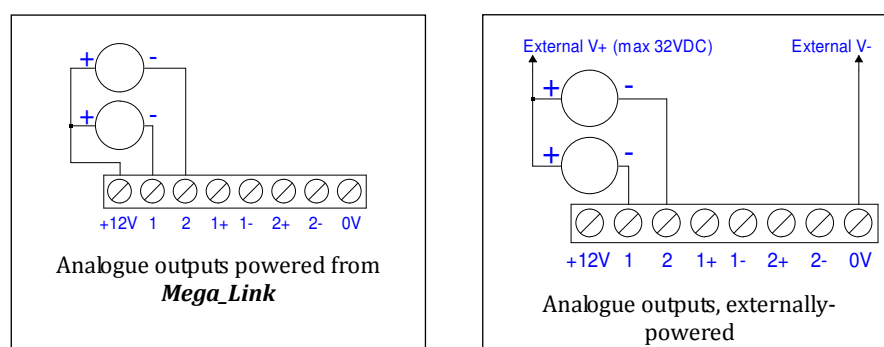 + -
+ -
+12V 1 2 1+ 1- 2+ 2- 0V
Analogue outputs powered from
Mega_Link
External V+ (max 32VDC) External V-
+ -
+ -
+12V 1 2 1+ 1- 2+ 2- 0V
Analogue outputs, externally-
powered